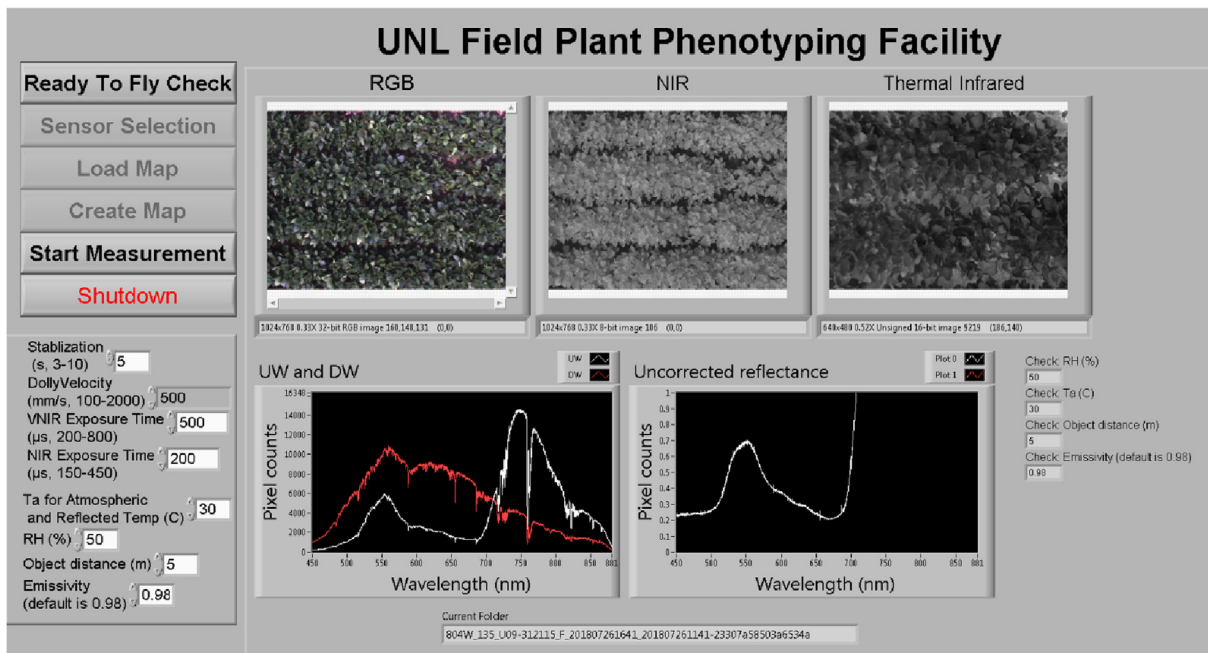 UNL Field Plant Phenotyping Facility
Ready To Fly Check
Sensor Selection
Load Map
Create Map
Start Measurement
Shutdown
RGB
NIR
Thermal Infrared
1024x768 0.33X 32-bit RGB image 160,148,131 (0,0)
1024x768 0.33X 8-bit image 186 (0,0)
640x480 0.52X Unsigned 16-bit image 9219 (186,140)
Stablization
(s, 3-10) 5
DollyVelocity
(mm/s, 100-2000) 500
VNIR Exposure Time 500
(µs, 200-800)
NIR Exposure Time 200
(µs, 150-450)
Ta for Atmospheric
and Reflected Temp (C) 30
RH (%) 50
Object distance (m) 5
Emissivity
(default is 0.98) 0.98
UW and DW
UW
DW
Pixel counts
16348
14000
12000
10000
8000
6000
4000
2000
0
450 500 550 600 650 700 750 800 881
Wavelength (nm)
Uncorrected reflectance
Plot 0
Plot 1
Pixel counts
1
0.9
0.8
0.7
0.6
0.5
0.4
0.3
0.2
0.1
0
450 500 550 600 650 700 750 800 850 881
Wavelength (nm)
Check: RH (%)
50
Check: Ta (C)
30
Check: Object distance (m)
5
Check: Emissivity (default is 0.98)
0.98
Current Folder
804W_135_U09-312115_F_201807261641_201807261141-23307a58503a6534a